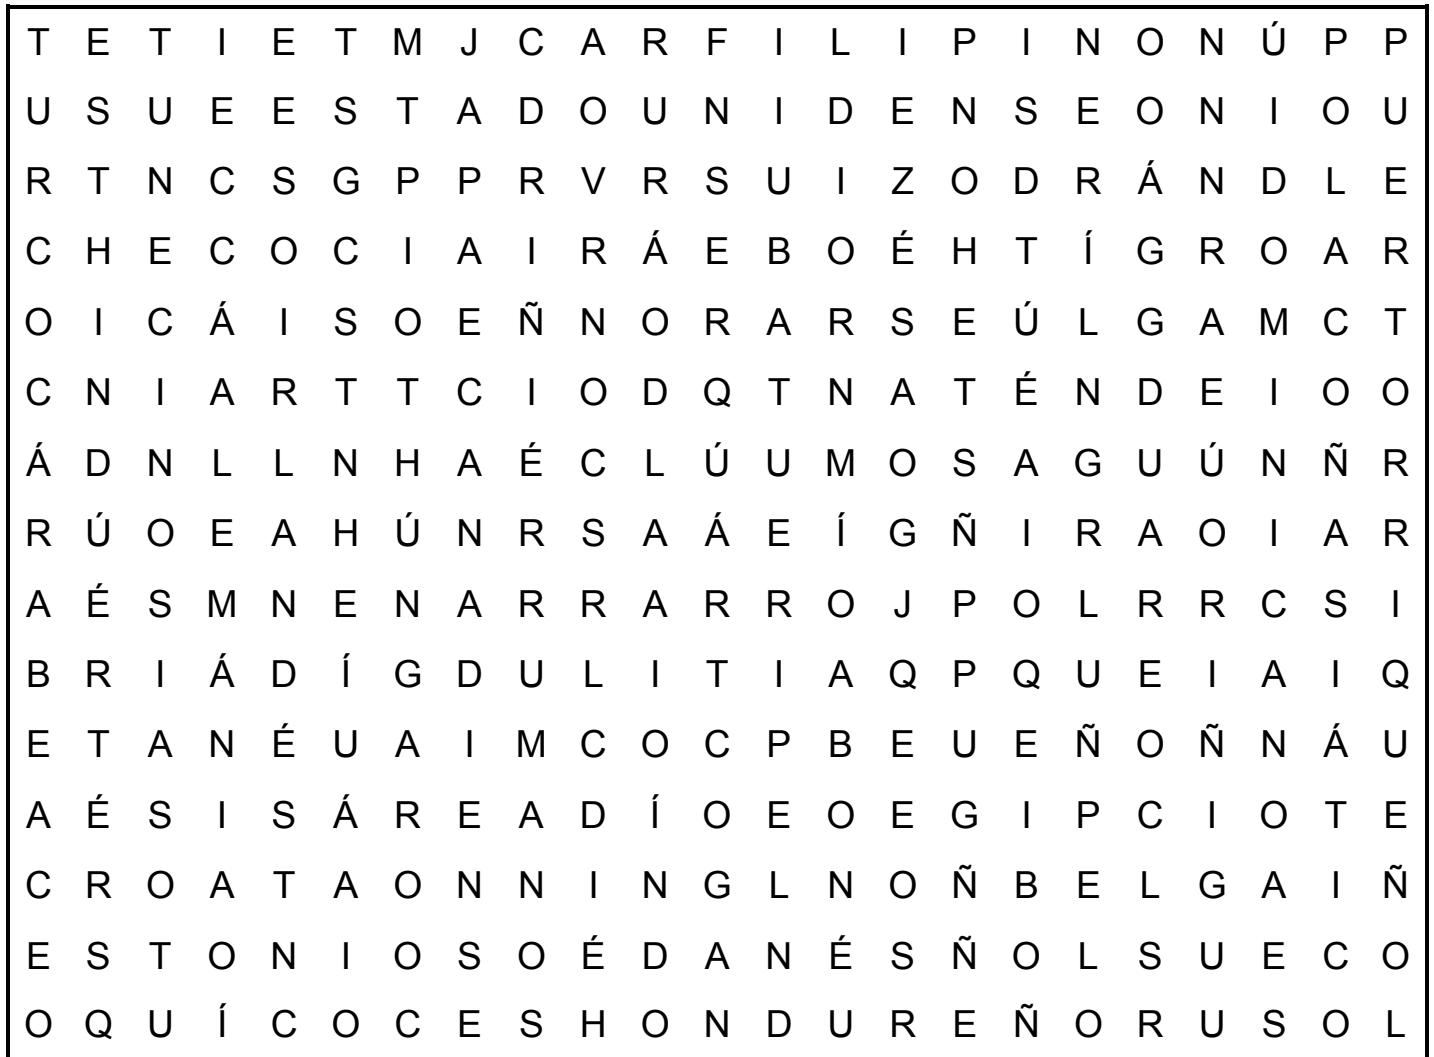 T E T I E T M J C A R F I L I P I N O N Ú P P
U S U E E S T A D O U N I D E N S E O N I O U
R T N C S G P P R V R S U I Z O D R Á N D L E
C H E C O C I A I R Á E B O É H T Í G R O A R
O I C Á I S O E Ñ N O R A R S E Ú L G A M C T
C N I A R T T C I O D Q T N A T É N D E I O O
Á D N L L N H A É C L Ú U M O S A G U Ú N Ñ R
R Ú O E A H Ú N R S A Á E Í G Ñ I R A O I A R
A É S M N E N A R R A R R O J P O L R R C S I
B R I Á D Í G D U L I T I A Q P Q U E I A I Q
E T A N É U A I M C O C P B E U E Ñ O Ñ N Á U
A É S I S Á R E A D Í O E O E G I P C I O T E
C R O A T A O N N I N G L N O Ñ B E L G A I Ñ
E S T O N I O S O É D A N É S Ñ O L S U E C O
O Q U Í C O C E S H O N D U R E Ñ O R U S O L